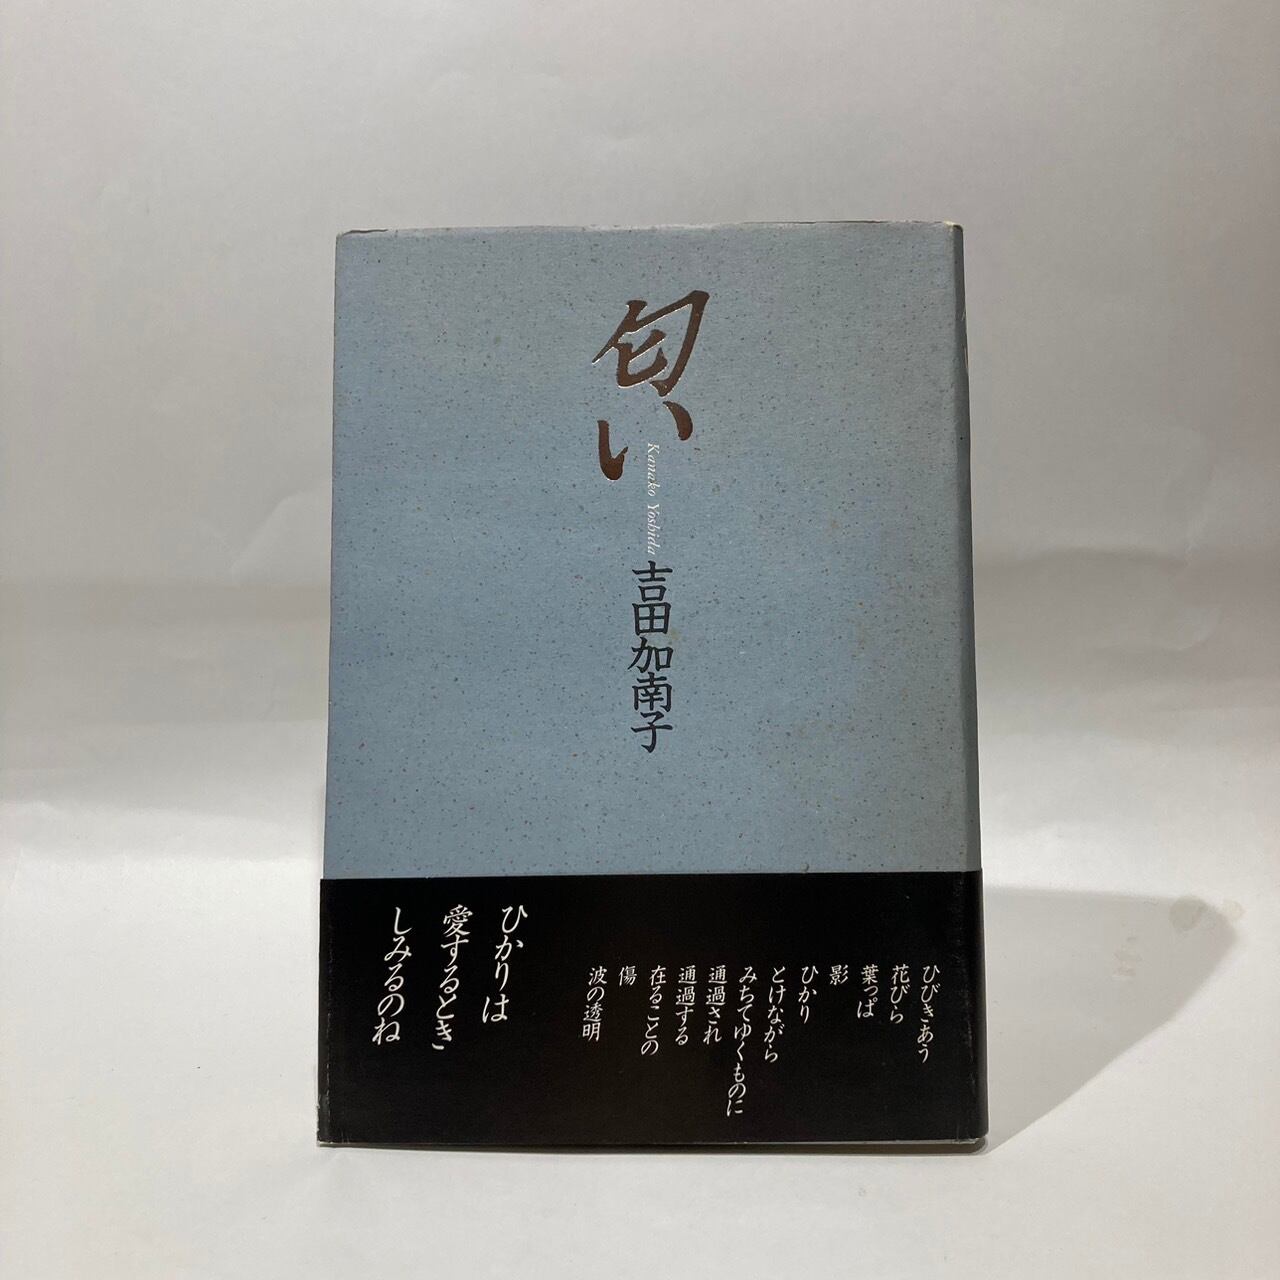 匂い
Kanako Yoshida
吉田加南子
ひびきあう
花びら
葉っぱ
影
ひかり
とけながら
みちてゆくものに
通過され
通過する
在ることの
傷
波の透明
ひかりは
愛するとき
しみるのね